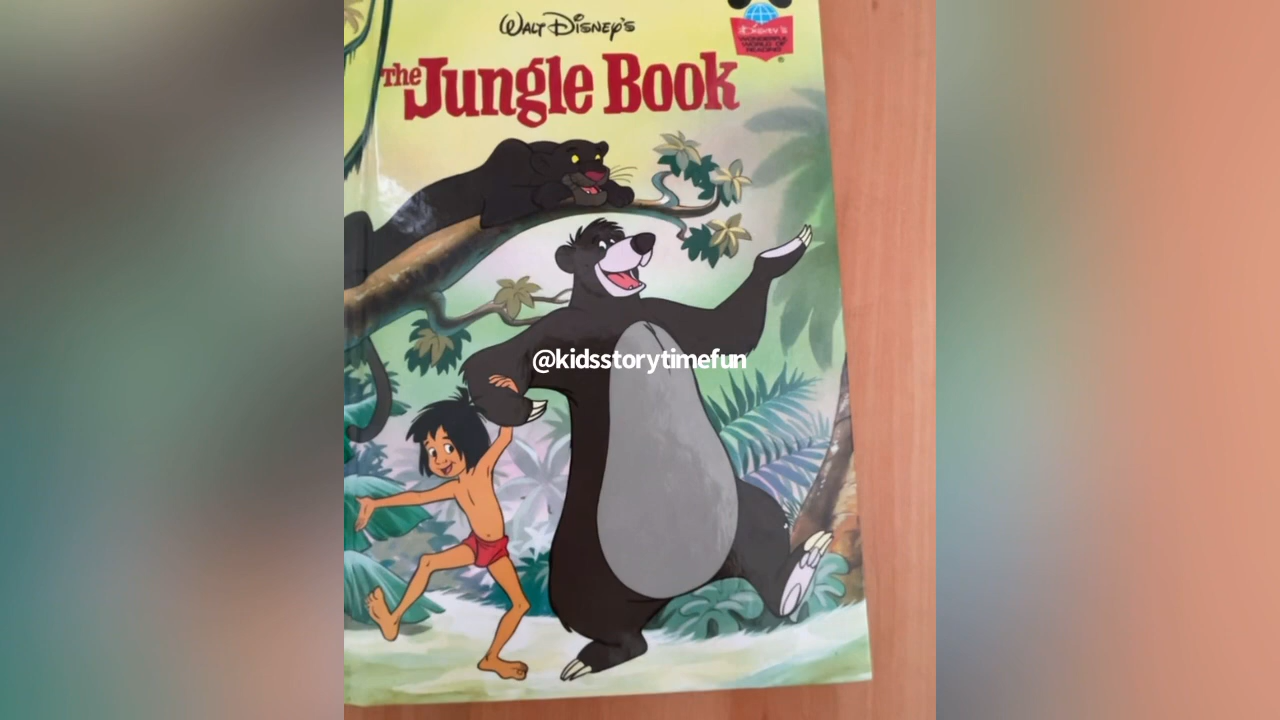 WALT DISNEY'S
The Jungle Book
DISNEY'S
WONDERFUL
WORLD OF
READING
®
@kidsstorytimefun